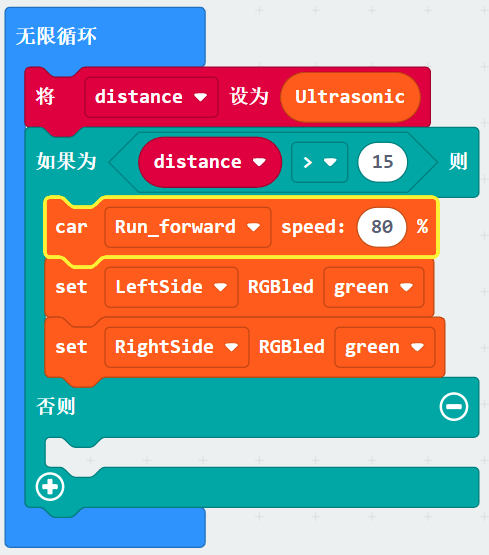 无限循环
将 distance 设为 Ultrasonic
如果为 distance > 15 则
car Run_forward speed: 80 %
set LeftSide RGBled green
set RightSide RGBled green
否则